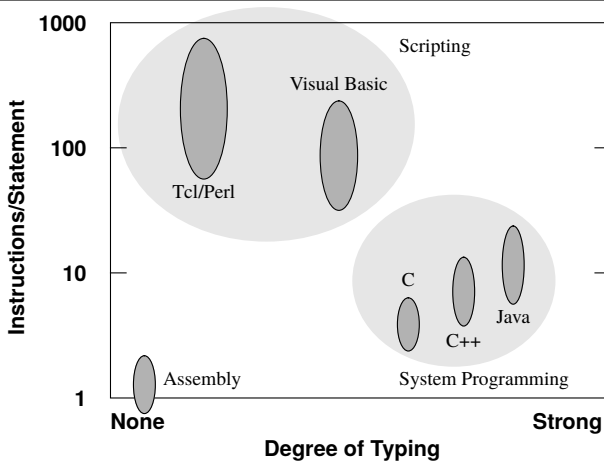 1000
Scripting
Visual Basic
Instructions/Statement
100
Tcl/Perl
10
C
Java
C++
Assembly
System Programming
1
None
Strong
Degree of Typing